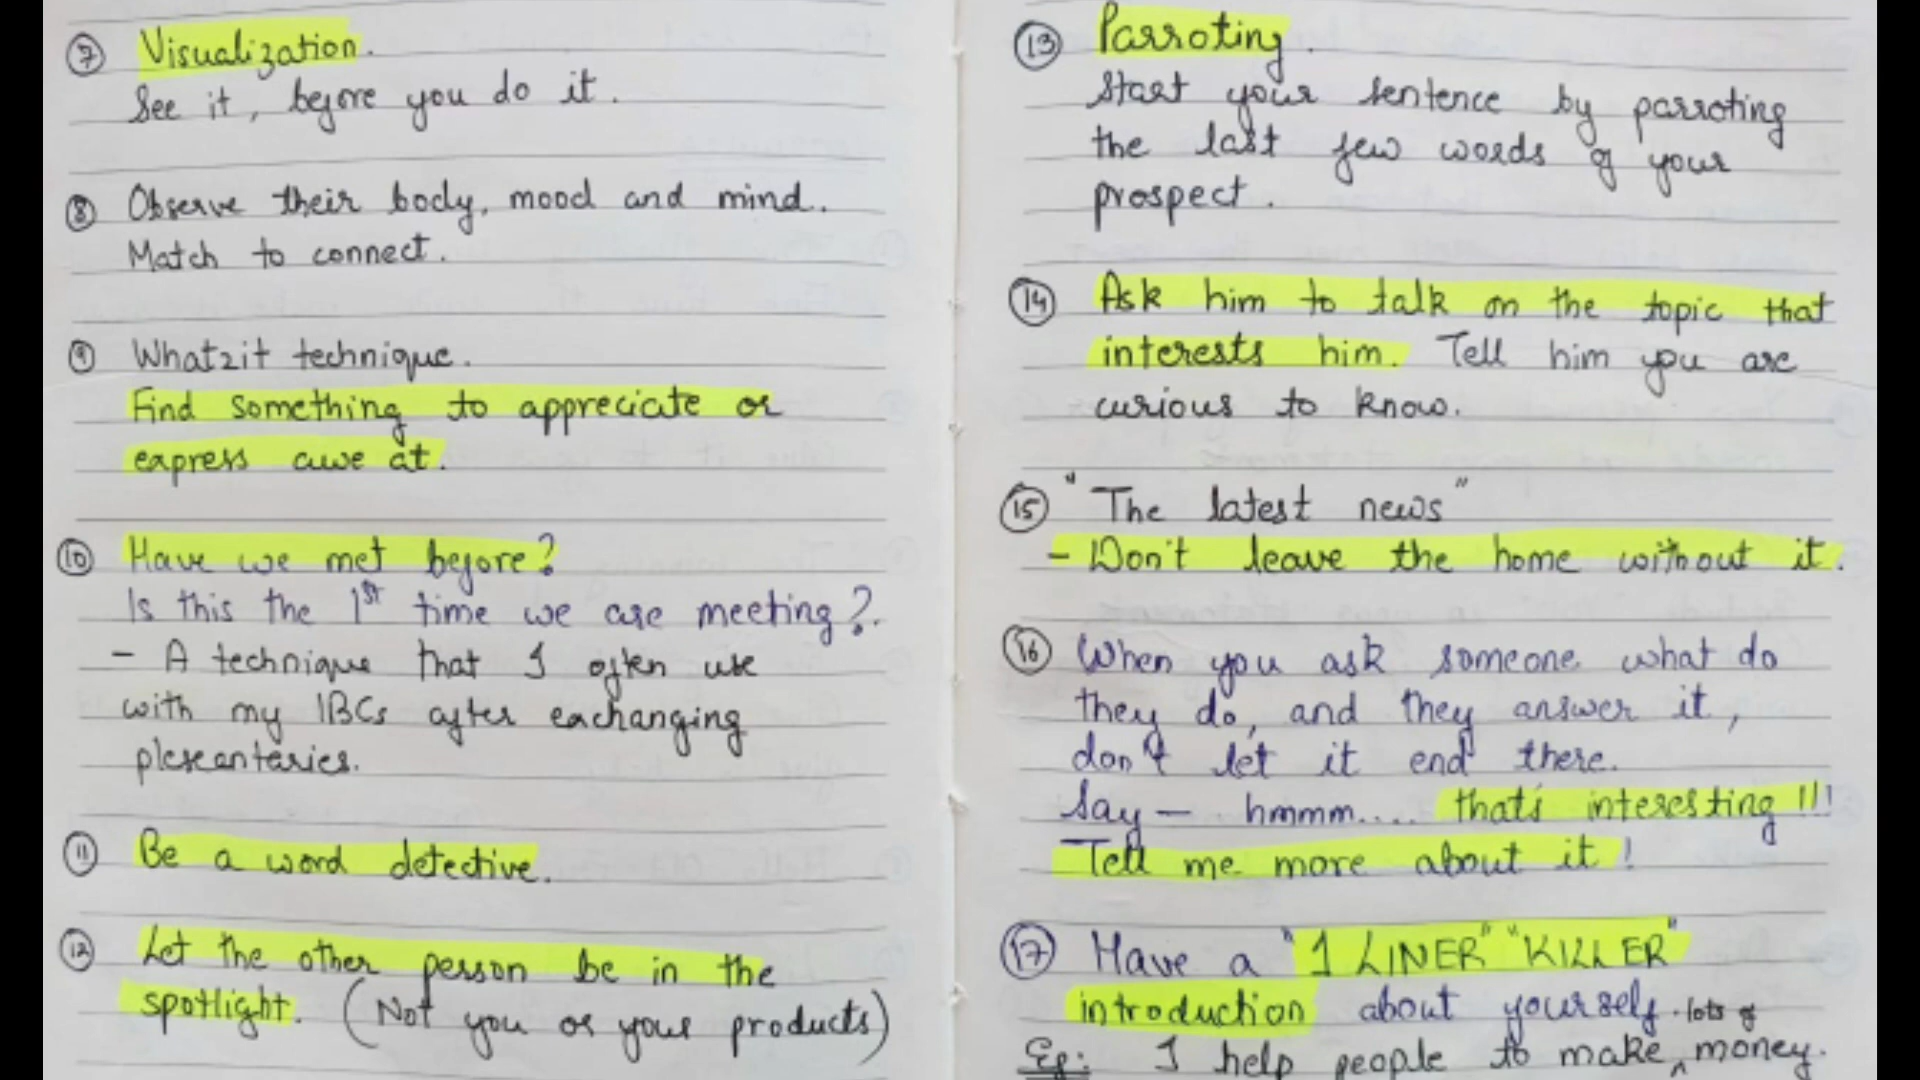 7 Visualization.
See it, before you do it.
8 Observe their body, mood and mind.
Match to connect.
9 Whatzit technique.
Find something to appreciate or
express awe at.
10 Have we met before?
Is this the 1st time we are meeting?.
- A technique that I often use
with my IBCs after exchanging
plesentaries.
11 Be a word detective.
12 Let the other person be in the
spotlight. (Not you or your products)
13 Parroting.
Start your sentence by parroting
the last few words of your
prospect.
14 Ask him to talk on the topic that
interests him. Tell him you are
curious to know.
15 "The latest news"
- Don't leave the home without it.
16 When you ask someone what do
they do, and they answer it,
don't let it end there.
Say - hmmm.... that's interesting!!!
Tell me more about it!
17 Have a "1 LINER" "KILLER"
introduction about yourself.
Eg: I help people to make ^ lots of money.